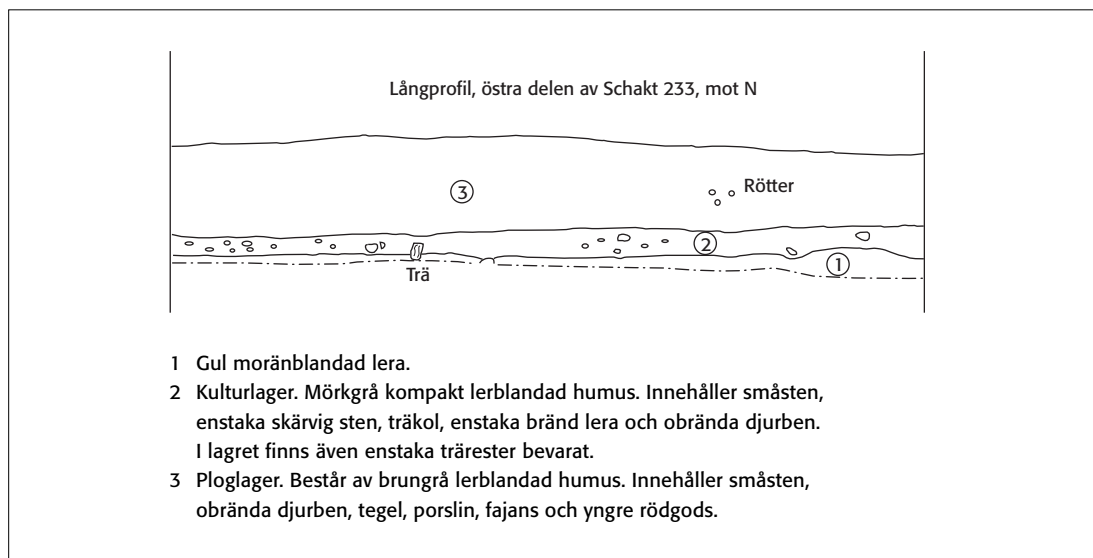 Långprofil, östra delen av Schakt 233, mot N
3
Rötter
2
1
Trä
1 Gul moränblandad lera.
2 Kulturlager. Mörkgrå kompakt lerblandad humus. Innehåller småsten,
enstaka skärvig sten, träkol, enstaka bränd lera och obrända djurben.
I lagret finns även enstaka trärester bevarat.
3 Ploglager. Består av brungrå lerblandad humus. Innehåller småsten,
obrända djurben, tegel, porslin, fajans och yngre rödgods.